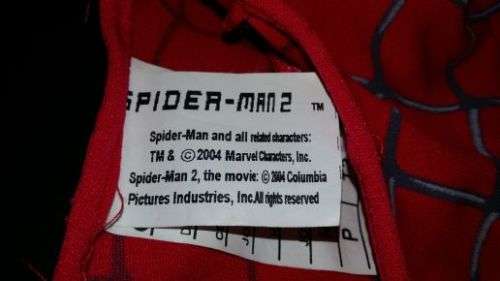 SPIDER-MAN 2 ™
Spider-Man and all related characters:
TM & © 2004 Marvel Characters, Inc.
Spider-Man 2, the movie: © 2004 Columbia
Pictures Industries, Inc.All rights reserved